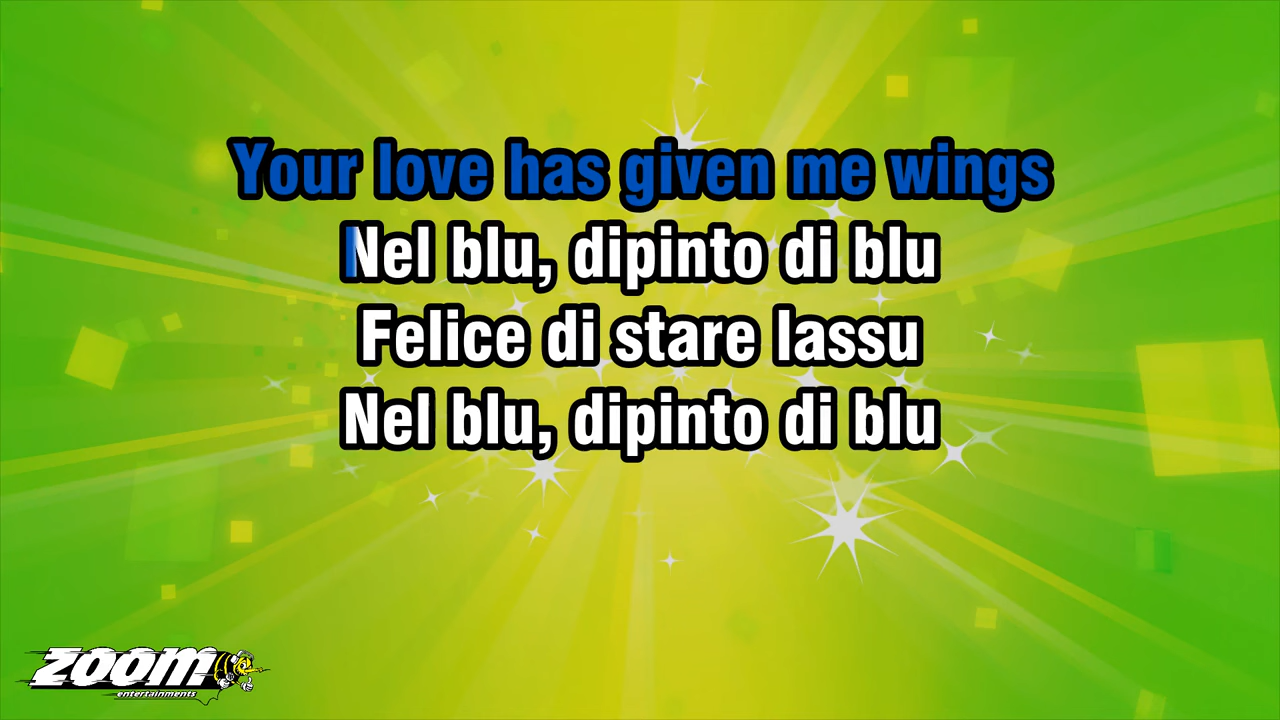 Your love has given me wings
Nel blu, dipinto di blu
Felice di stare lassu
Nel blu, dipinto di blu
zoom
entertainments